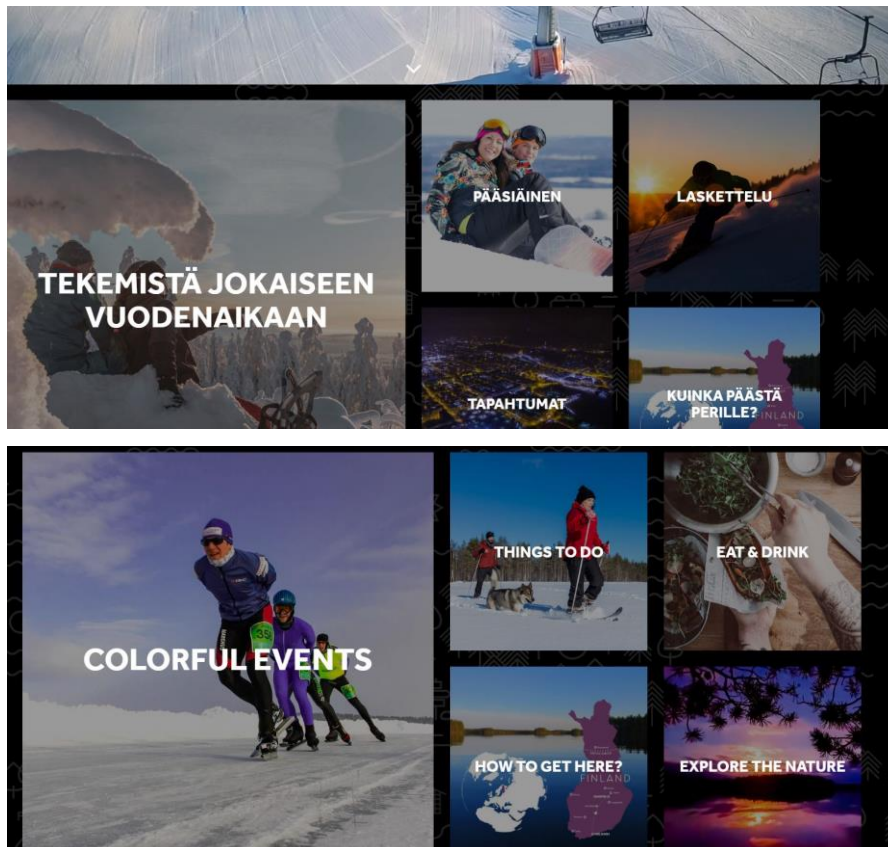 PÄÄSIÄINEN
LASKETTELU
TEKEMISTÄ JOKAISEEN
VUODENAIKAAN
TAPAHTUMAT
KUINKA PÄÄSTÄ
PERILLE?
FINLAND
THINGS TO DO
EAT & DRINK
COLORFUL EVENTS
HOW TO GET HERE?
FINLAND
EXPLORE THE NATURE